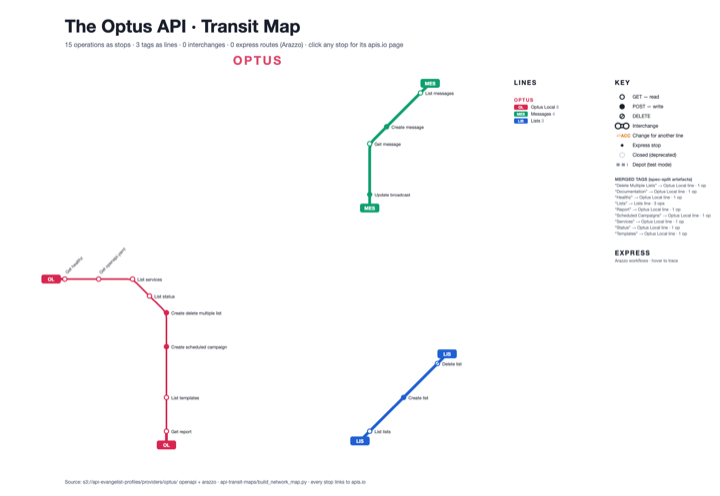 The Optus API · Transit Map
15 operations as stops · 3 tags as lines · 0 interchanges · 0 express routes (Arazzo) · click any stop for its apis.io page
OPTUS
MES
List messages
Create message
Get message
Update broadcast
MES
LINES
OPTUS
OL Optus Local 8
MES Messages 4
LIS Lists 3
KEY
GET — read
POST — write
DELETE
Interchange
Change for another line
Express stop
Closed (deprecated)
Depot (test mode)
MERGED TAGS (spec-split artefacts)
"Delete Multiple Lists" → Optus Local line · 1 op
"Documentation" → Optus Local line · 1 op
"Healthz" → Optus Local line · 1 op
"Lists" → Lists line · 3 ops
"Report" → Optus Local line · 1 op
"Scheduled Campaigns" → Optus Local line · 1 op
"Services" → Optus Local line · 1 op
"Status" → Optus Local line · 1 op
"Templates" → Optus Local line · 1 op
EXPRESS
Arazzo workflows · hover to trace
OL
Get healthz
Get openapi yaml
List services
List status
Create delete multiple list
Create scheduled campaign
List templates
Get report
OL
LIS
Delete list
Create list
List lists
LIS
Source: s3://api-evangelist-profiles/providers/optus/ openapi + arazzo · api-transit-maps/build_network_map.py · every stop links to apis.io